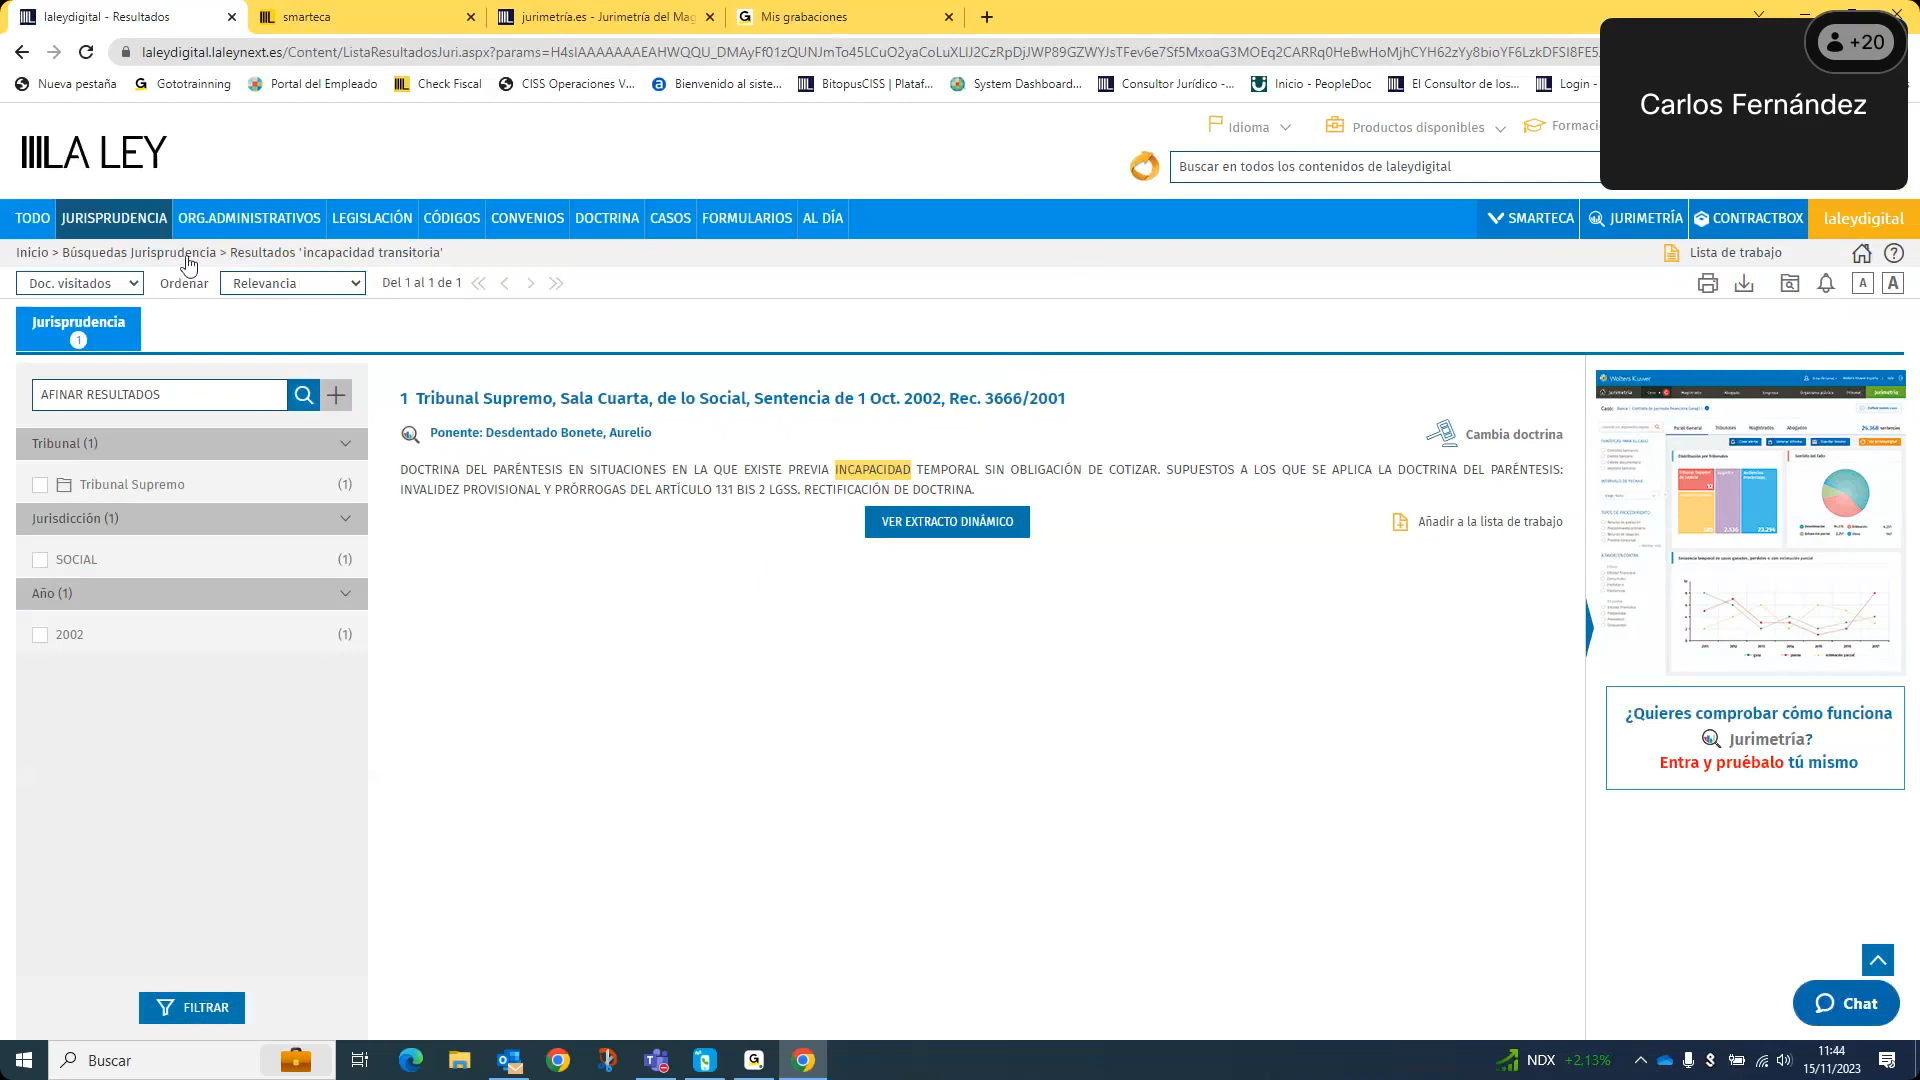 laleydigital - Resultados
smarteca
jurimetría.es - Jurimetría del Mag
Mis grabaciones
laleydigital.laleynext.es/Content/ListaResultadosJuri.aspx?params=
Nueva pestaña
Gototrainning
Portal del Empleado
Check Fiscal
CISS Operaciones V...
Bienvenido al siste...
BitopusCISS | Plataf...
System Dashboard...
Consultor Jurídico -...
Inicio - PeopleDoc
El Consultor de los...
Login -
+20
Carlos Fernández
LA LEY
Idioma
Productos disponibles
Formaci
Buscar en todos los contenidos de laleydigital
TODO JURISPRUDENCIA ORG.ADMINISTRATIVOS LEGISLACIÓN CÓDIGOS CONVENIOS DOCTRINA CASOS FORMULARIOS AL DÍA
SMARTECA JURIMETRÍA CONTRACTBOX laleydigital
Inicio > Búsquedas Jurisprudencia > Resultados 'incapacidad transitoria'
Lista de trabajo
Doc. visitados Ordenar Relevancia Del 1 al 1 de 1
A A
Jurisprudencia
1
AFINAR RESULTADOS
Tribunal (1)
Tribunal Supremo (1)
Jurisdicción (1)
SOCIAL (1)
Año (1)
2002 (1)
FILTRAR
1 Tribunal Supremo, Sala Cuarta, de lo Social, Sentencia de 1 Oct. 2002, Rec. 3666/2001
Ponente: Desdentado Bonete, Aurelio
Cambia doctrina
DOCTRINA DEL PARÉNTESIS EN SITUACIONES EN LA QUE EXISTE PREVIA INCAPACIDAD TEMPORAL SIN OBLIGACIÓN DE COTIZAR. SUPUESTOS A LOS QUE SE APLICA LA DOCTRINA DEL PARÉNTESIS:
INVALIDEZ PROVISIONAL Y PRÓRROGAS DEL ARTÍCULO 131 BIS 2 LGSS. RECTIFICACIÓN DE DOCTRINA.
VER EXTRACTO DINÁMICO
Añadir a la lista de trabajo
Wolters Kluwer
¿Quieres comprobar cómo funciona
Jurimetría?
Entra y pruébalo tú mismo
Chat
Buscar
NDX +2,13%
11:44
15/11/2023